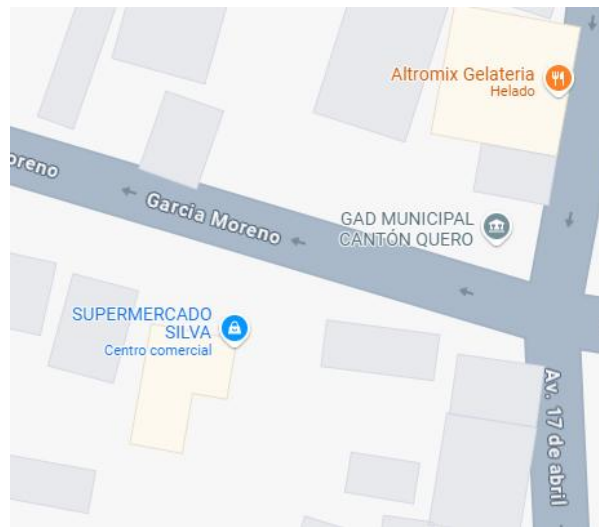 Altromix Gelateria
Helado
oreno
Garcia Moreno
GAD MUNICIPAL
CANTÓN QUERO
SUPERMERCADO
SILVA
Centro comercial
Av. 17 de abril